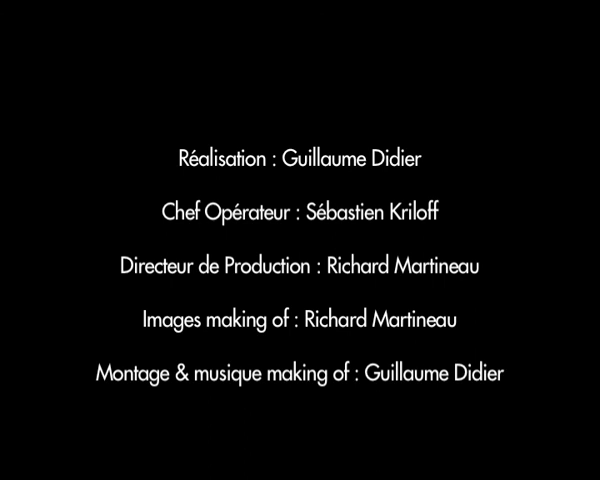 Réalisation : Guillaume Didier
Chef Opérateur : Sébastien Kriloff
Directeur de Production : Richard Martineau
Images making of : Richard Martineau
Montage & musique making of : Guillaume Didier